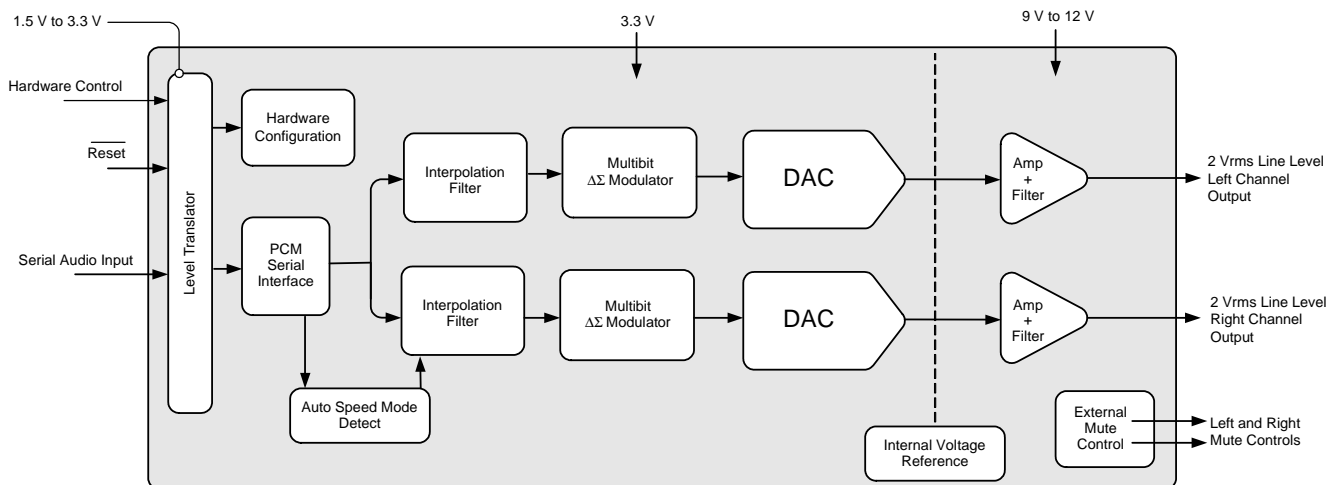 1.5 V to 3.3 V
3.3 V
9 V to 12 V
Hardware Control
Reset
Serial Audio Input
Level Translator
Hardware
Configuration
PCM
Serial
Interface
Auto Speed Mode
Detect
Interpolation
Filter
Multibit
ΔΣ Modulator
DAC
Amp
+
Filter
2 Vrms Line Level
Left Channel
Output
Interpolation
Filter
Multibit
ΔΣ Modulator
DAC
Amp
+
Filter
2 Vrms Line Level
Right Channel
Output
Internal Voltage
Reference
External
Mute
Control
Left and Right
Mute Controls